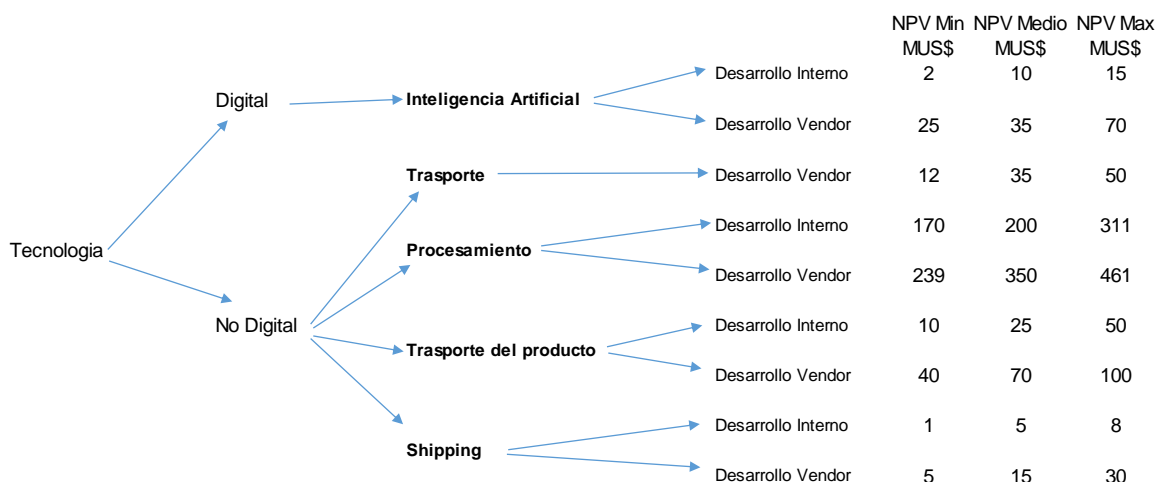 NPV Min NPV Medio NPV Max
MUS$ MUS$ MUS$
Desarrollo Interno 2 10 15
Digital Inteligencia Artificial
Desarrollo Vendor 25 35 70
Trasporte Desarrollo Vendor 12 35 50
Desarrollo Interno 170 200 311
Tecnologia Procesamiento
Desarrollo Vendor 239 350 461
No Digital Desarrollo Interno 10 25 50
Trasporte del producto
Desarrollo Vendor 40 70 100
Desarrollo Interno 1 5 8
Shipping
Desarrollo Vendor 5 15 30